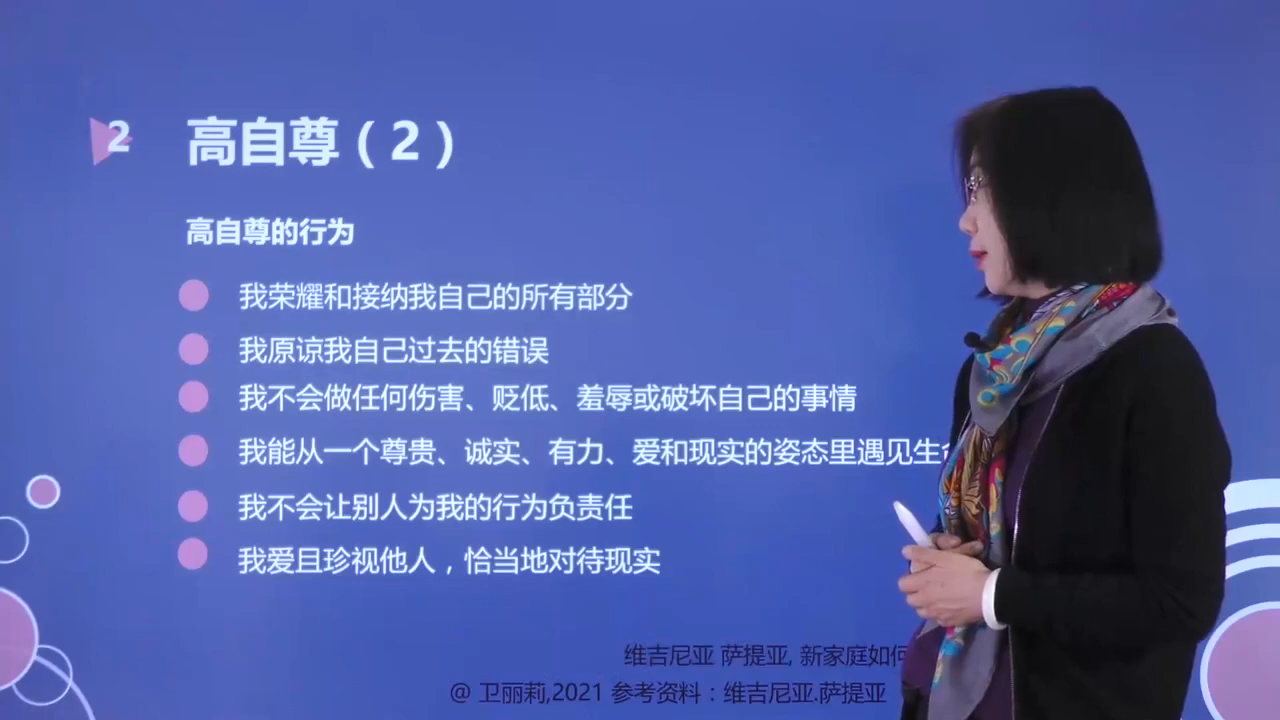 2
高自尊（2）
高自尊的行为
我荣耀和接纳我自己的所有部分
我原谅我自己过去的错误
我不会做任何伤害、贬低、羞辱或破坏自己的事情
我能从一个尊贵、诚实、有力、爱和现实的姿态里遇见生
我不会让别人为我的行为负责任
我爱且珍视他人，恰当地对待现实
维吉尼亚 萨提亚, 新家庭如
@ 卫丽莉,2021 参考资料：维吉尼亚.萨提亚